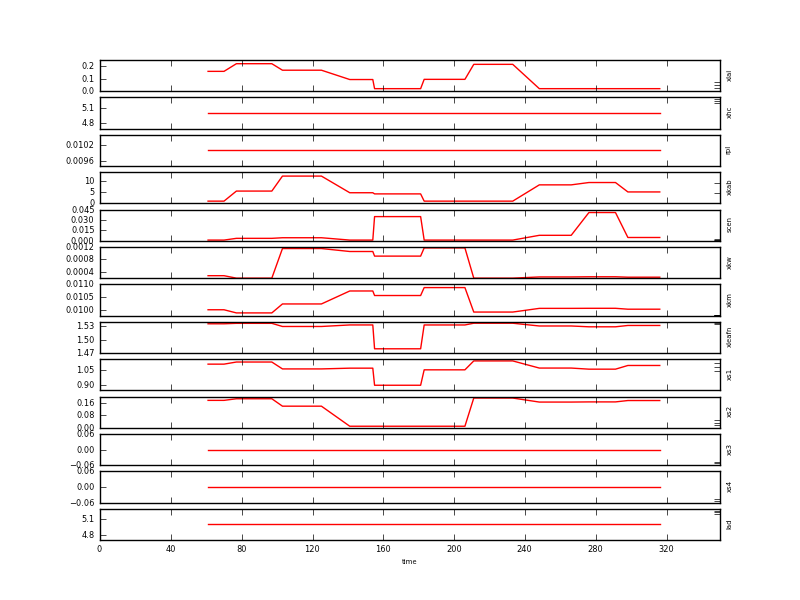 0.2
0.1
0.0
xlai
5.1
4.8
xhc
0.0102
0.0096
rpl
10
5
0
xkab
0.045
0.030
0.015
0.000
scen
0.0012
0.0008
0.0004
xkw
0.0110
0.0105
0.0100
xkm
1.53
1.50
1.47
xleafn
1.05
0.90
xs1
0.16
0.08
0.00
xs2
0.06
0.00
−0.06
xs3
0.06
0.00
−0.06
xs4
5.1
4.8
lad
0 40 80 120 160 200 240 280 320
time